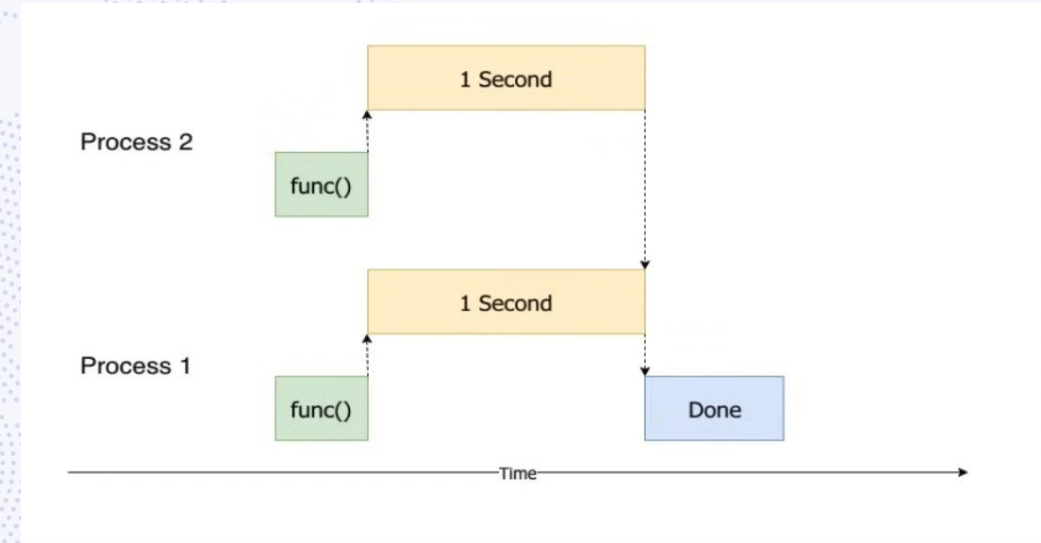 1 Second
Process 2
func()
1 Second
Process 1
func()
Done
Time